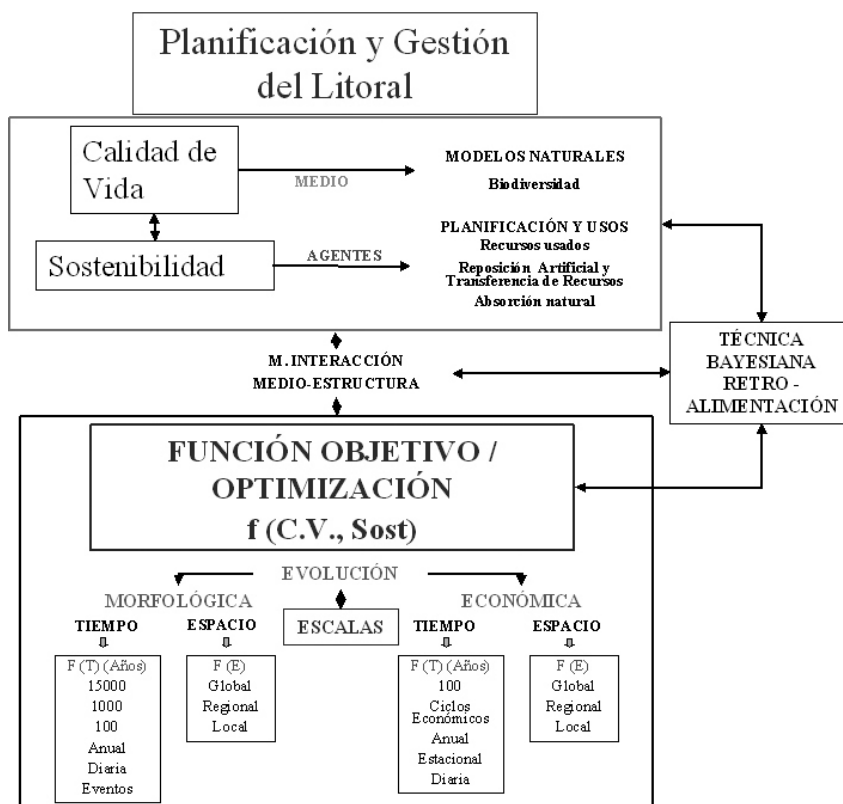 Planificación y Gestión
del Litoral
Calidad de
Vida
MEDIO
MODELOS NATURALES
Biodiversidad
Sostenibilidad
AGENTES
PLANIFICACIÓN Y USOS
Recursos usados
Reposición Artificial y
Transferencia de Recursos
Absorción natural
M. INTERACCIÓN
MEDIO-ESTRUCTURA
TÉCNICA
BAYESIANA
RETRO -
ALIMENTACIÓN
FUNCIÓN OBJETIVO /
OPTIMIZACIÓN
f (C.V., Sost)
EVOLUCIÓN
MORFOLÓGICA
ESCALAS
ECONÓMICA
TIEMPO
F (T) (Años)
15000
1000
100
Anual
Diaria
Eventos
ESPACIO
F (E)
Global
Regional
Local
TIEMPO
F (T) (Años)
100
Ciclos
Económicos
Anual
Estacional
Diaria
ESPACIO
F (E)
Global
Regional
Local